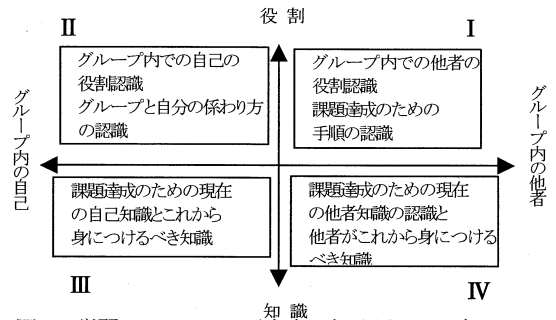 役 割
Ⅱ
Ⅰ
グループ内での自己の
役割認識
グループと自分の係わり方
の認識
グループ内での他者の
役割認識
課題達成のための
手順の認識
グループ内の自己
グループ内の他者
課題達成のための現在
の自己知識とこれから
身につけるべき知識
課題達成のための現在
の他者知識の認識と
他者がこれから身につける
べき知識
Ⅲ
Ⅳ
知 識